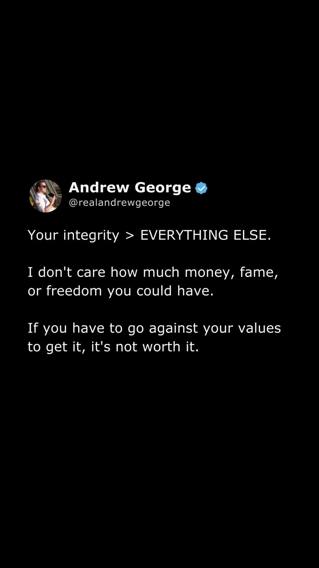 Andrew George
@realandrewgeorge
Your integrity > EVERYTHING ELSE.
I don't care how much money, fame,
or freedom you could have.
If you have to go against your values
to get it, it's not worth it.